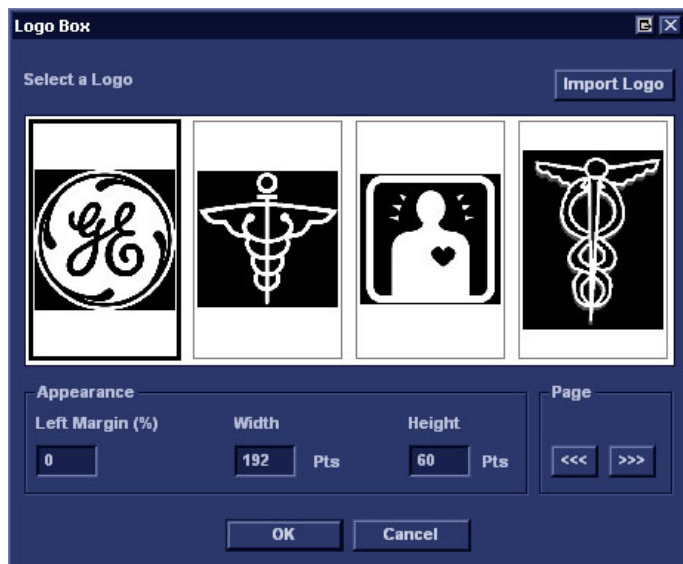 Logo Box
Select a Logo
Import Logo
GE
Appearance
Left Margin (%)
Width
Height
0
192 Pts
60 Pts
Page
<<<
>>>
OK
Cancel